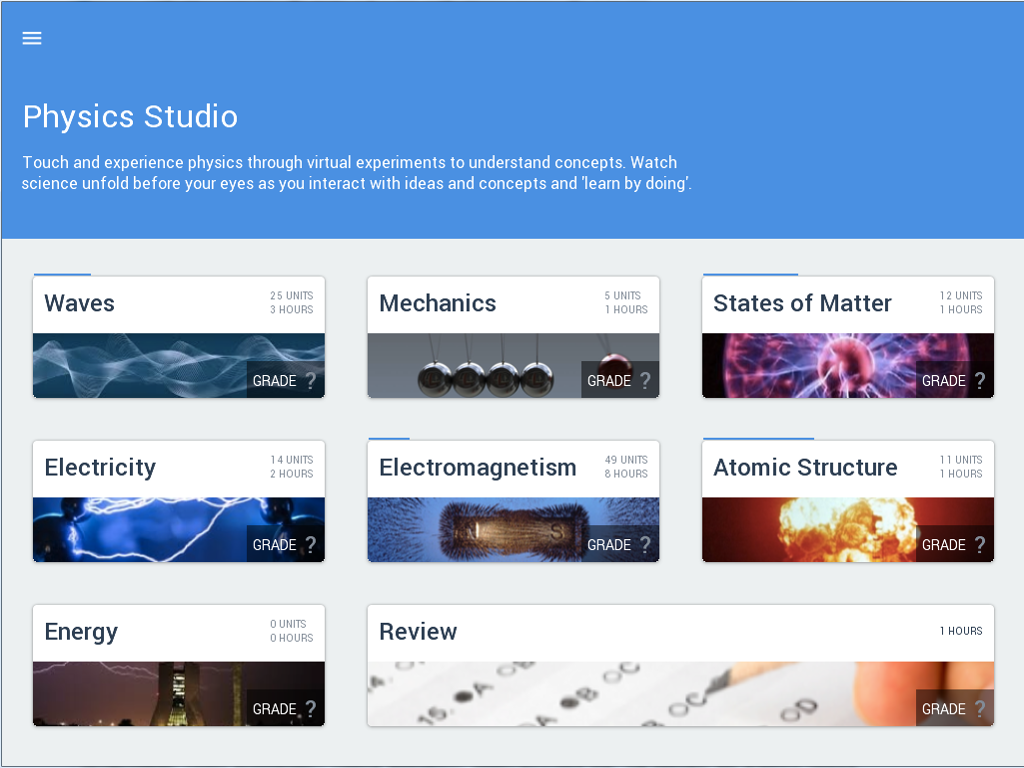 Physics Studio
Touch and experience physics through virtual experiments to understand concepts. Watch
science unfold before your eyes as you interact with ideas and concepts and 'learn by doing'.
Waves
25 UNITS
3 HOURS
GRADE ?
Mechanics
5 UNITS
1 HOURS
GRADE ?
States of Matter
12 UNITS
1 HOURS
GRADE ?
Electricity
14 UNITS
2 HOURS
GRADE ?
Electromagnetism
49 UNITS
8 HOURS
S
GRADE ?
Atomic Structure
11 UNITS
1 HOURS
GRADE ?
Energy
0 UNITS
0 HOURS
GRADE ?
Review
1 HOURS
14. B C
15. A B C D
A B C D
GRADE ?